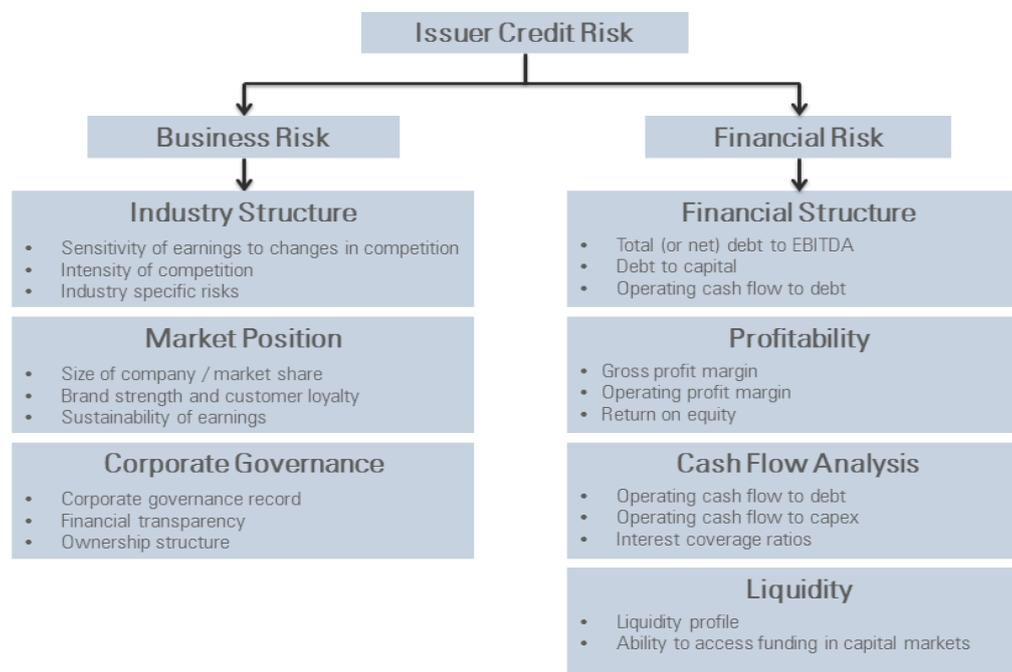 Issuer Credit Risk
Business Risk
Industry Structure
• Sensitivity of earnings to changes in competition
• Intensity of competition
• Industry specific risks
Market Position
• Size of company / market share
• Brand strength and customer loyalty
• Sustainability of earnings
Corporate Governance
• Corporate governance record
• Financial transparency
• Ownership structure
Financial Risk
Financial Structure
• Total (or net) debt to EBITDA
• Debt to capital
• Operating cash flow to debt
Profitability
• Gross profit margin
• Operating profit margin
• Return on equity
Cash Flow Analysis
• Operating cash flow to debt
• Operating cash flow to capex
• Interest coverage ratios
Liquidity
• Liquidity profile
• Ability to access funding in capital markets